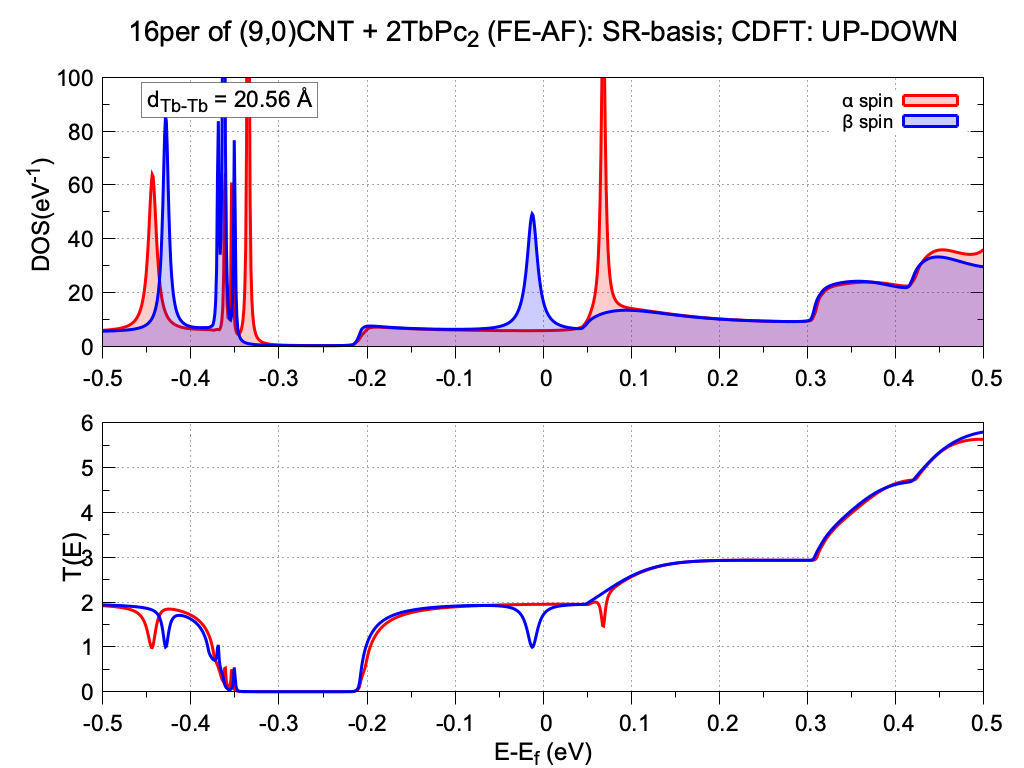 16per of (9,0)CNT + 2TbPc2 (FE-AF): SR-basis; CDFT: UP-DOWN
100
80
60
40
20
0
DOS(eV-1)
dTb-Tb = 20.56 Å
α spin
β spin
-0.5 -0.4 -0.3 -0.2 -0.1 0 0.1 0.2 0.3 0.4 0.5
6
5
4
3
2
1
0
T(E)
-0.5 -0.4 -0.3 -0.2 -0.1 0 0.1 0.2 0.3 0.4 0.5
E-Ef (eV)